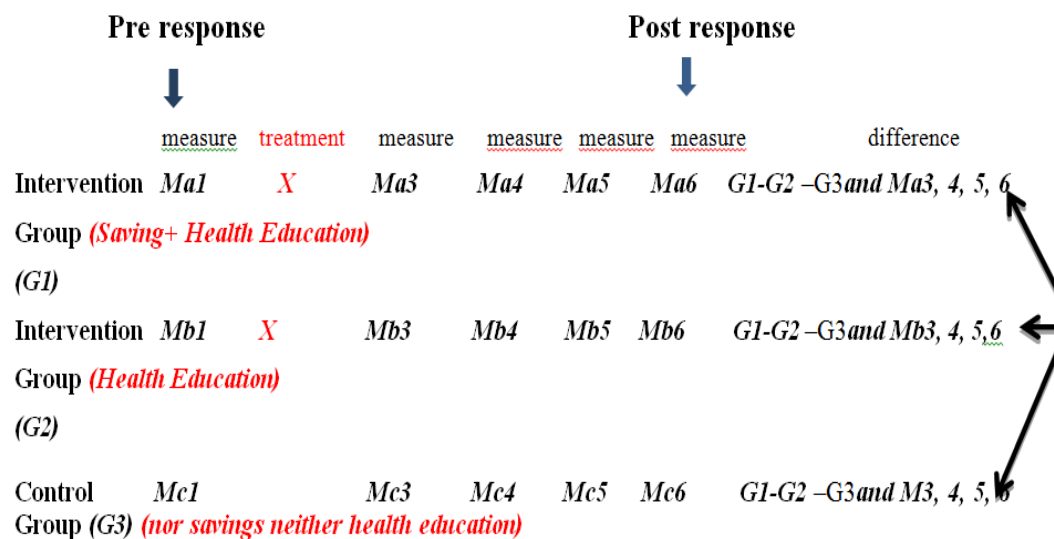 Pre response Post response
measure treatment measure measure measure measure difference
Intervention Ma1 X Ma3 Ma4 Ma5 Ma6 G1-G2 –G3and Ma3, 4, 5, 6
Group (Saving+ Health Education)
(G1)
Intervention Mb1 X Mb3 Mb4 Mb5 Mb6 G1-G2 –G3and Mb3, 4, 5,6
Group (Health Education)
(G2)
Control Mc1 Mc3 Mc4 Mc5 Mc6 G1-G2 –G3and M3, 4, 5, 6
Group (G3) (nor savings neither health education)